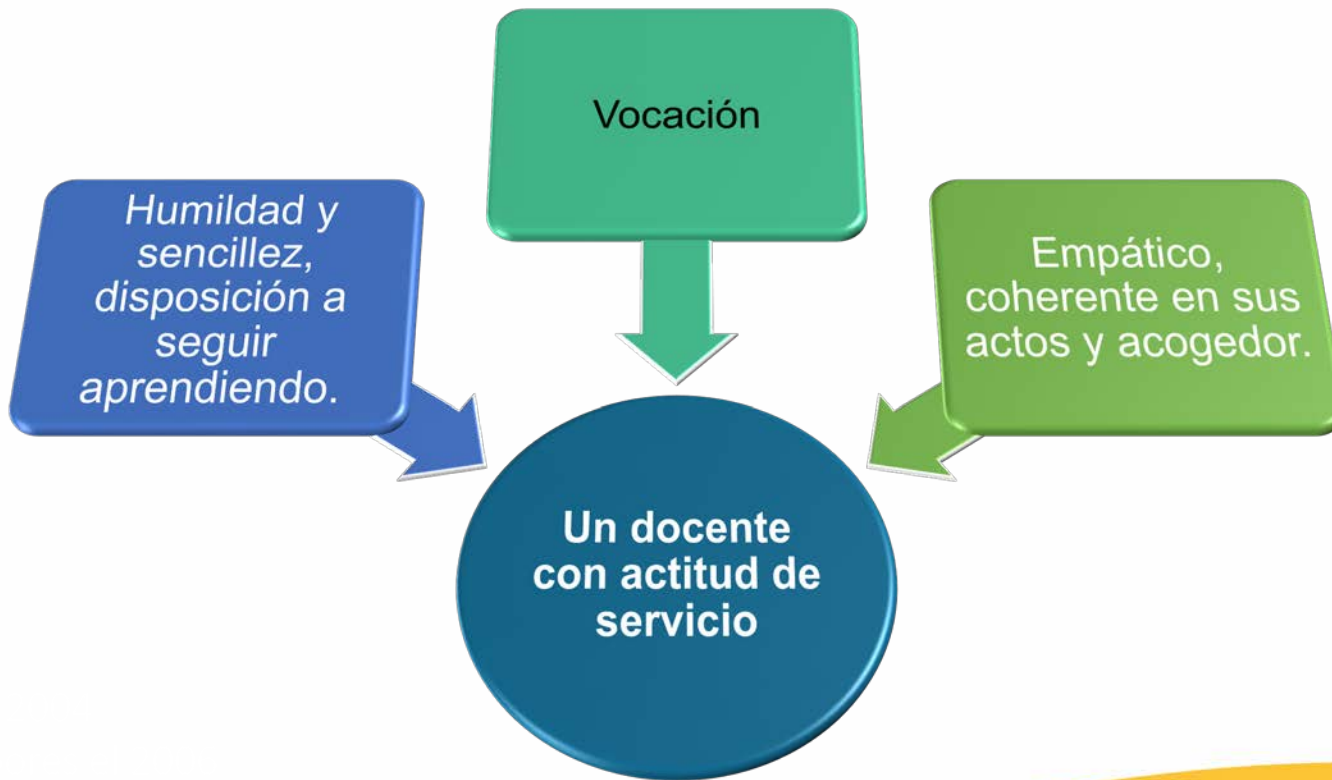 Vocación
Humildad y
sencillez,
disposición a
seguir
aprendiendo.
Empático,
coherente en sus
actos y acogedor.
Un docente
con actitud de
servicio